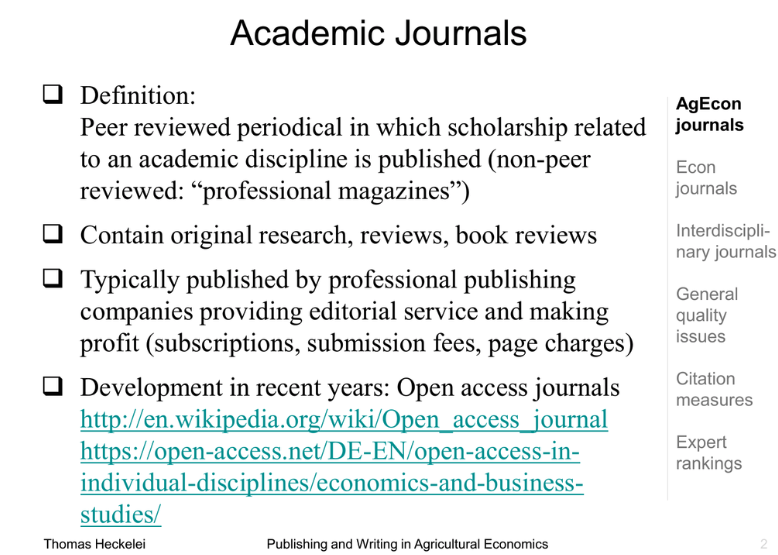 Academic Journals
❑ Definition:
Peer reviewed periodical in which scholarship related
to an academic discipline is published (non-peer
reviewed: “professional magazines”)
❑ Contain original research, reviews, book reviews
❑ Typically published by professional publishing
companies providing editorial service and making
profit (subscriptions, submission fees, page charges)
❑ Development in recent years: Open access journals
http://en.wikipedia.org/wiki/Open_access_journal
https://open-access.net/DE-EN/open-access-in-
individual-disciplines/economics-and-business-
studies/
AgEcon
journals
Econ
journals
Interdiscipli-
nary journals
General
quality
issues
Citation
measures
Expert
rankings
Thomas Heckelei
Publishing and Writing in Agricultural Economics
2